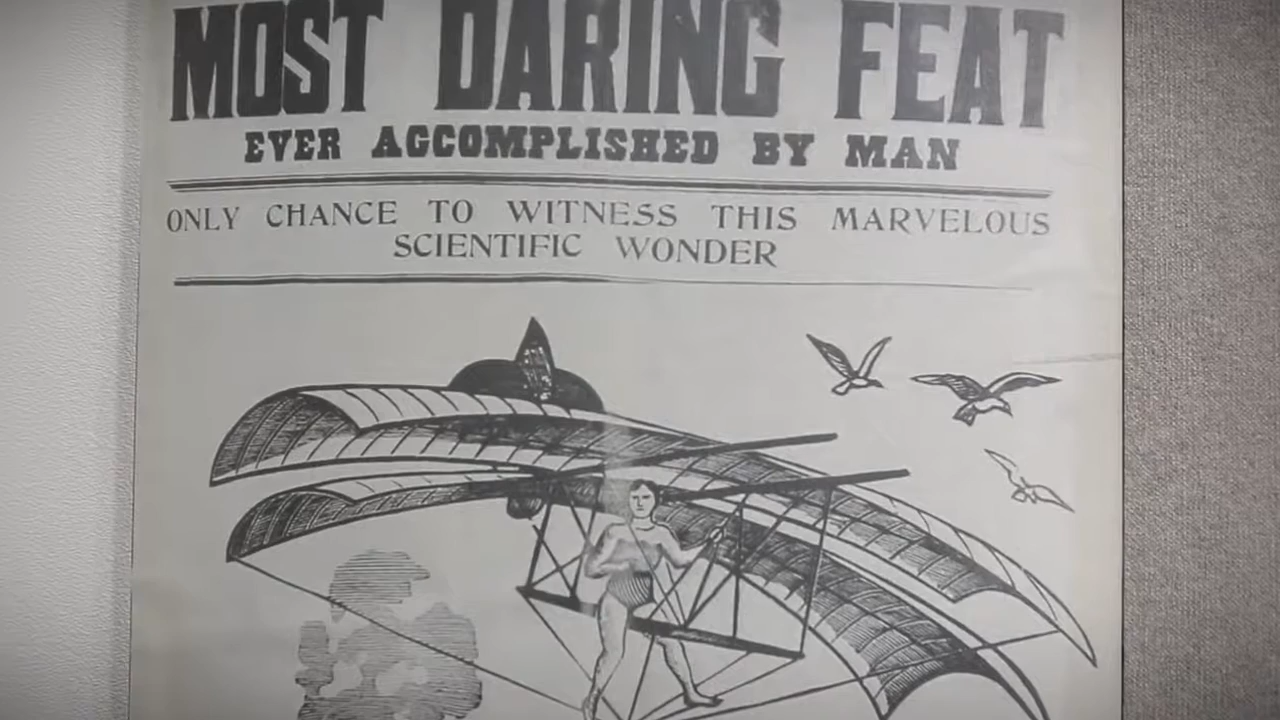 MOST DARING FEAT
EVER ACCOMPLISHED BY MAN
ONLY CHANCE TO WITNESS THIS MARVELOUS
SCIENTIFIC WONDER